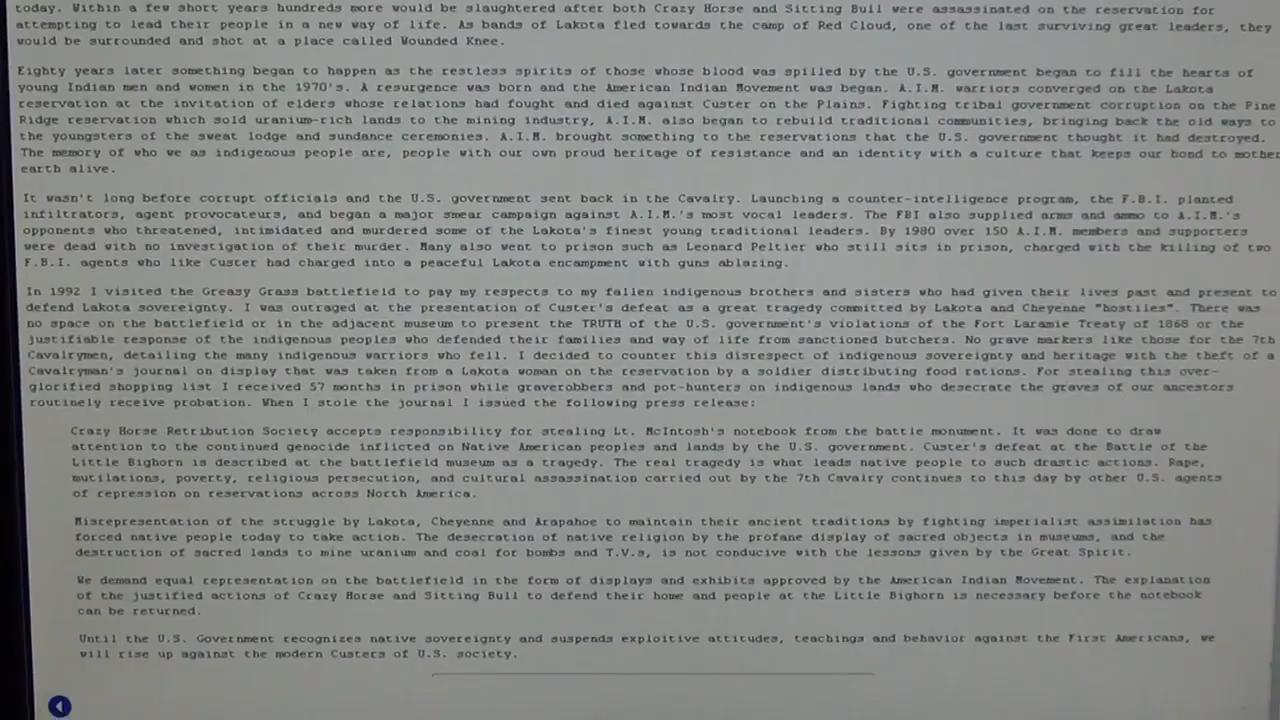 today. Within a few short years hundreds more would be slaughtered after both Crazy Horse and Sitting Bull were assassinated on the reservation for
attempting to lead their people in a new way of life. As bands of Lakota fled towards the camp of Red Cloud, one of the last surviving great leaders, they
would be surrounded and shot at a place called Wounded Knee.
Eighty years later something began to happen as the restless spirits of those whose blood was spilled by the U.S. government began to fill the hearts of
young Indian men and women in the 1970's. A resurgence was born and the American Indian Movement was began. A.I.M. warriors converged on the Lakota
reservation at the invitation of elders whose relations had fought and died against Custer on the Plains. Fighting tribal government corruption on the Pine
Ridge reservation which sold uranium-rich lands to the mining industry, A.I.M. also began to rebuild traditional communities, bringing back the old ways to
the youngsters of the sweat lodge and sundance ceremonies. A.I.M. brought something to the reservations that the U.S. government thought it had destroyed.
The memory of who we as indigenous people are, people with our own proud heritage of resistance and an identity with a culture that keeps our bond to mother
earth alive.
It wasn't long before corrupt officials and the U.S. government sent back in the Cavalry. Launching a counter-intelligence program, the F.B.I. planted
infiltrators, agent provocateurs, and began a major smear campaign against A.I.M.'s most vocal leaders. The FBI also supplied arms and ammo to A.I.M.'s
opponents who threatened, intimidated and murdered some of the Lakota's finest young traditional leaders. By 1980 over 150 A.I.M. members and supporters
were dead with no investigation of their murder. Many also went to prison such as Leonard Peltier who still sits in prison, charged with the killing of two
F.B.I. agents who like Custer had charged into a peaceful Lakota encampment with guns ablazing.
In 1992 I visited the Greasy Grass battlefield to pay my respects to my fallen indigenous brothers and sisters who had given their lives past and present to
defend Lakota sovereignty. I was outraged at the presentation of Custer's defeat as a great tragedy committed by Lakota and Cheyenne "hostiles". There was
no space on the battlefield or in the adjacent museum to present the TRUTH of the U.S. government's violations of the Fort Laramie Treaty of 1868 or the
justifiable response of the indigenous peoples who defended their families and way of life from sanctioned butchers. No grave markers like those for the 7th
Cavalrymen, detailing the many indigenous warriors who fell. I decided to counter this disrespect of indigenous sovereignty and heritage with the theft of a
Cavalryman's journal on display that was taken from a Lakota woman on the reservation by a soldier distributing food rations. For stealing this over-
glorified shopping list I received 57 months in prison while graverobbers and pot-hunters on indigenous lands who desecrate the graves of our ancestors
routinely receive probation. When I stole the journal I issued the following press release:
Crazy Horse Retribution Society accepts responsibility for stealing Lt. McIntosh's notebook from the battle monument. It was done to draw
attention to the continued genocide inflicted on Native American peoples and lands by the U.S. government. Custer's defeat at the Battle of the
Little Bighorn is described at the battlefield museum as a tragedy. The real tragedy is what leads native people to such drastic actions. Rape,
mutilations, poverty, religious persecution, and cultural assassination carried out by the 7th Cavalry continues to this day by other U.S. agents
of repression on reservations across North America.
Misrepresentation of the struggle by Lakota, Cheyenne and Arapahoe to maintain their ancient traditions by fighting imperialist assimilation has
forced native people today to take action. The desecration of native religion by the profane display of sacred objects in museums, and the
destruction of sacred lands to mine uranium and coal for bombs and T.V.s, is not conducive with the lessons given by the Great Spirit.
We demand equal representation on the battlefield in the form of displays and exhibits approved by the American Indian Movement. The explanation
of the justified actions of Crazy Horse and Sitting Bull to defend their home and people at the Little Bighorn is necessary before the notebook
can be returned.
Until the U.S. Government recognizes native sovereignty and suspends exploitive attitudes, teachings and behavior against the First Americans, we
will rise up against the modern Custers of U.S. society.